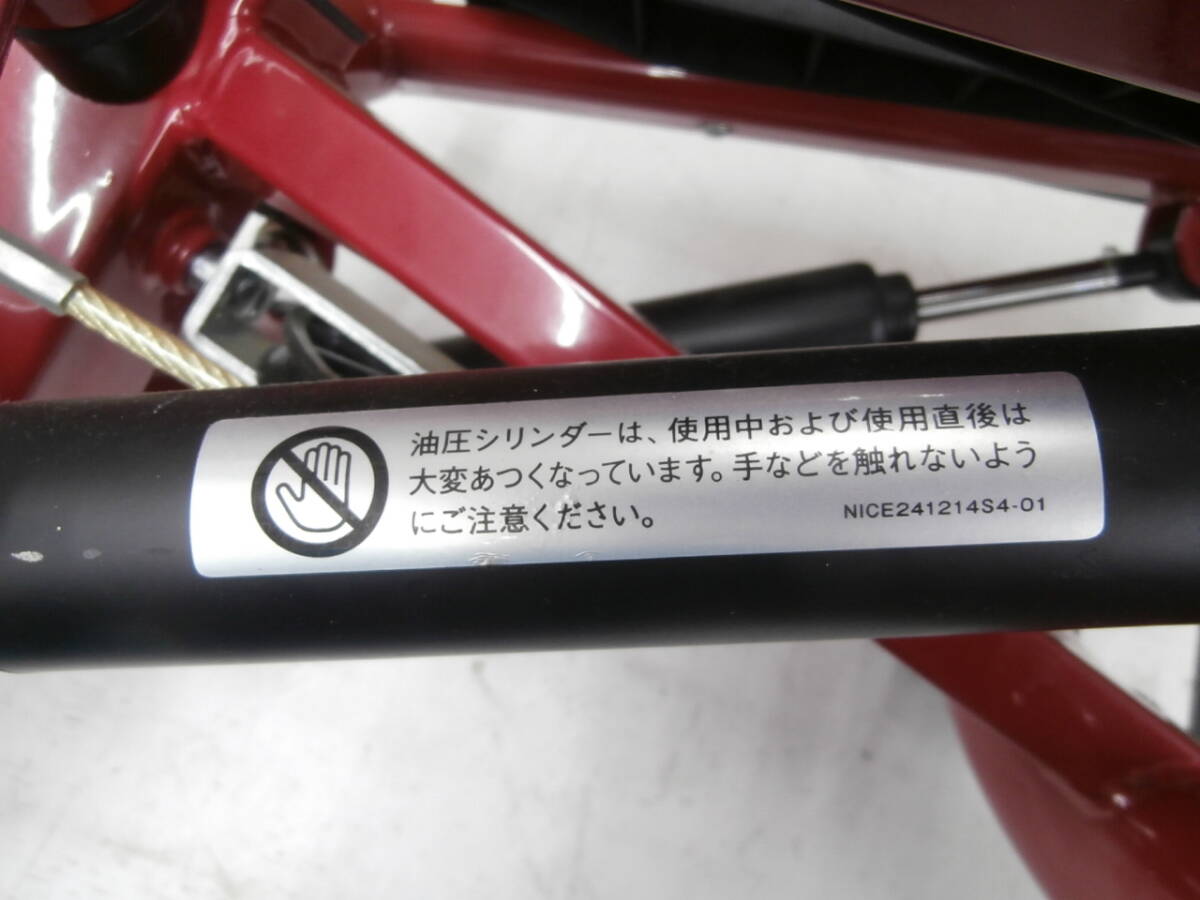 油圧シリンダーは、使用中および使用直後は
大変あつくなっています。手などを触れないよう
にご注意ください。
NICE241214S4-01